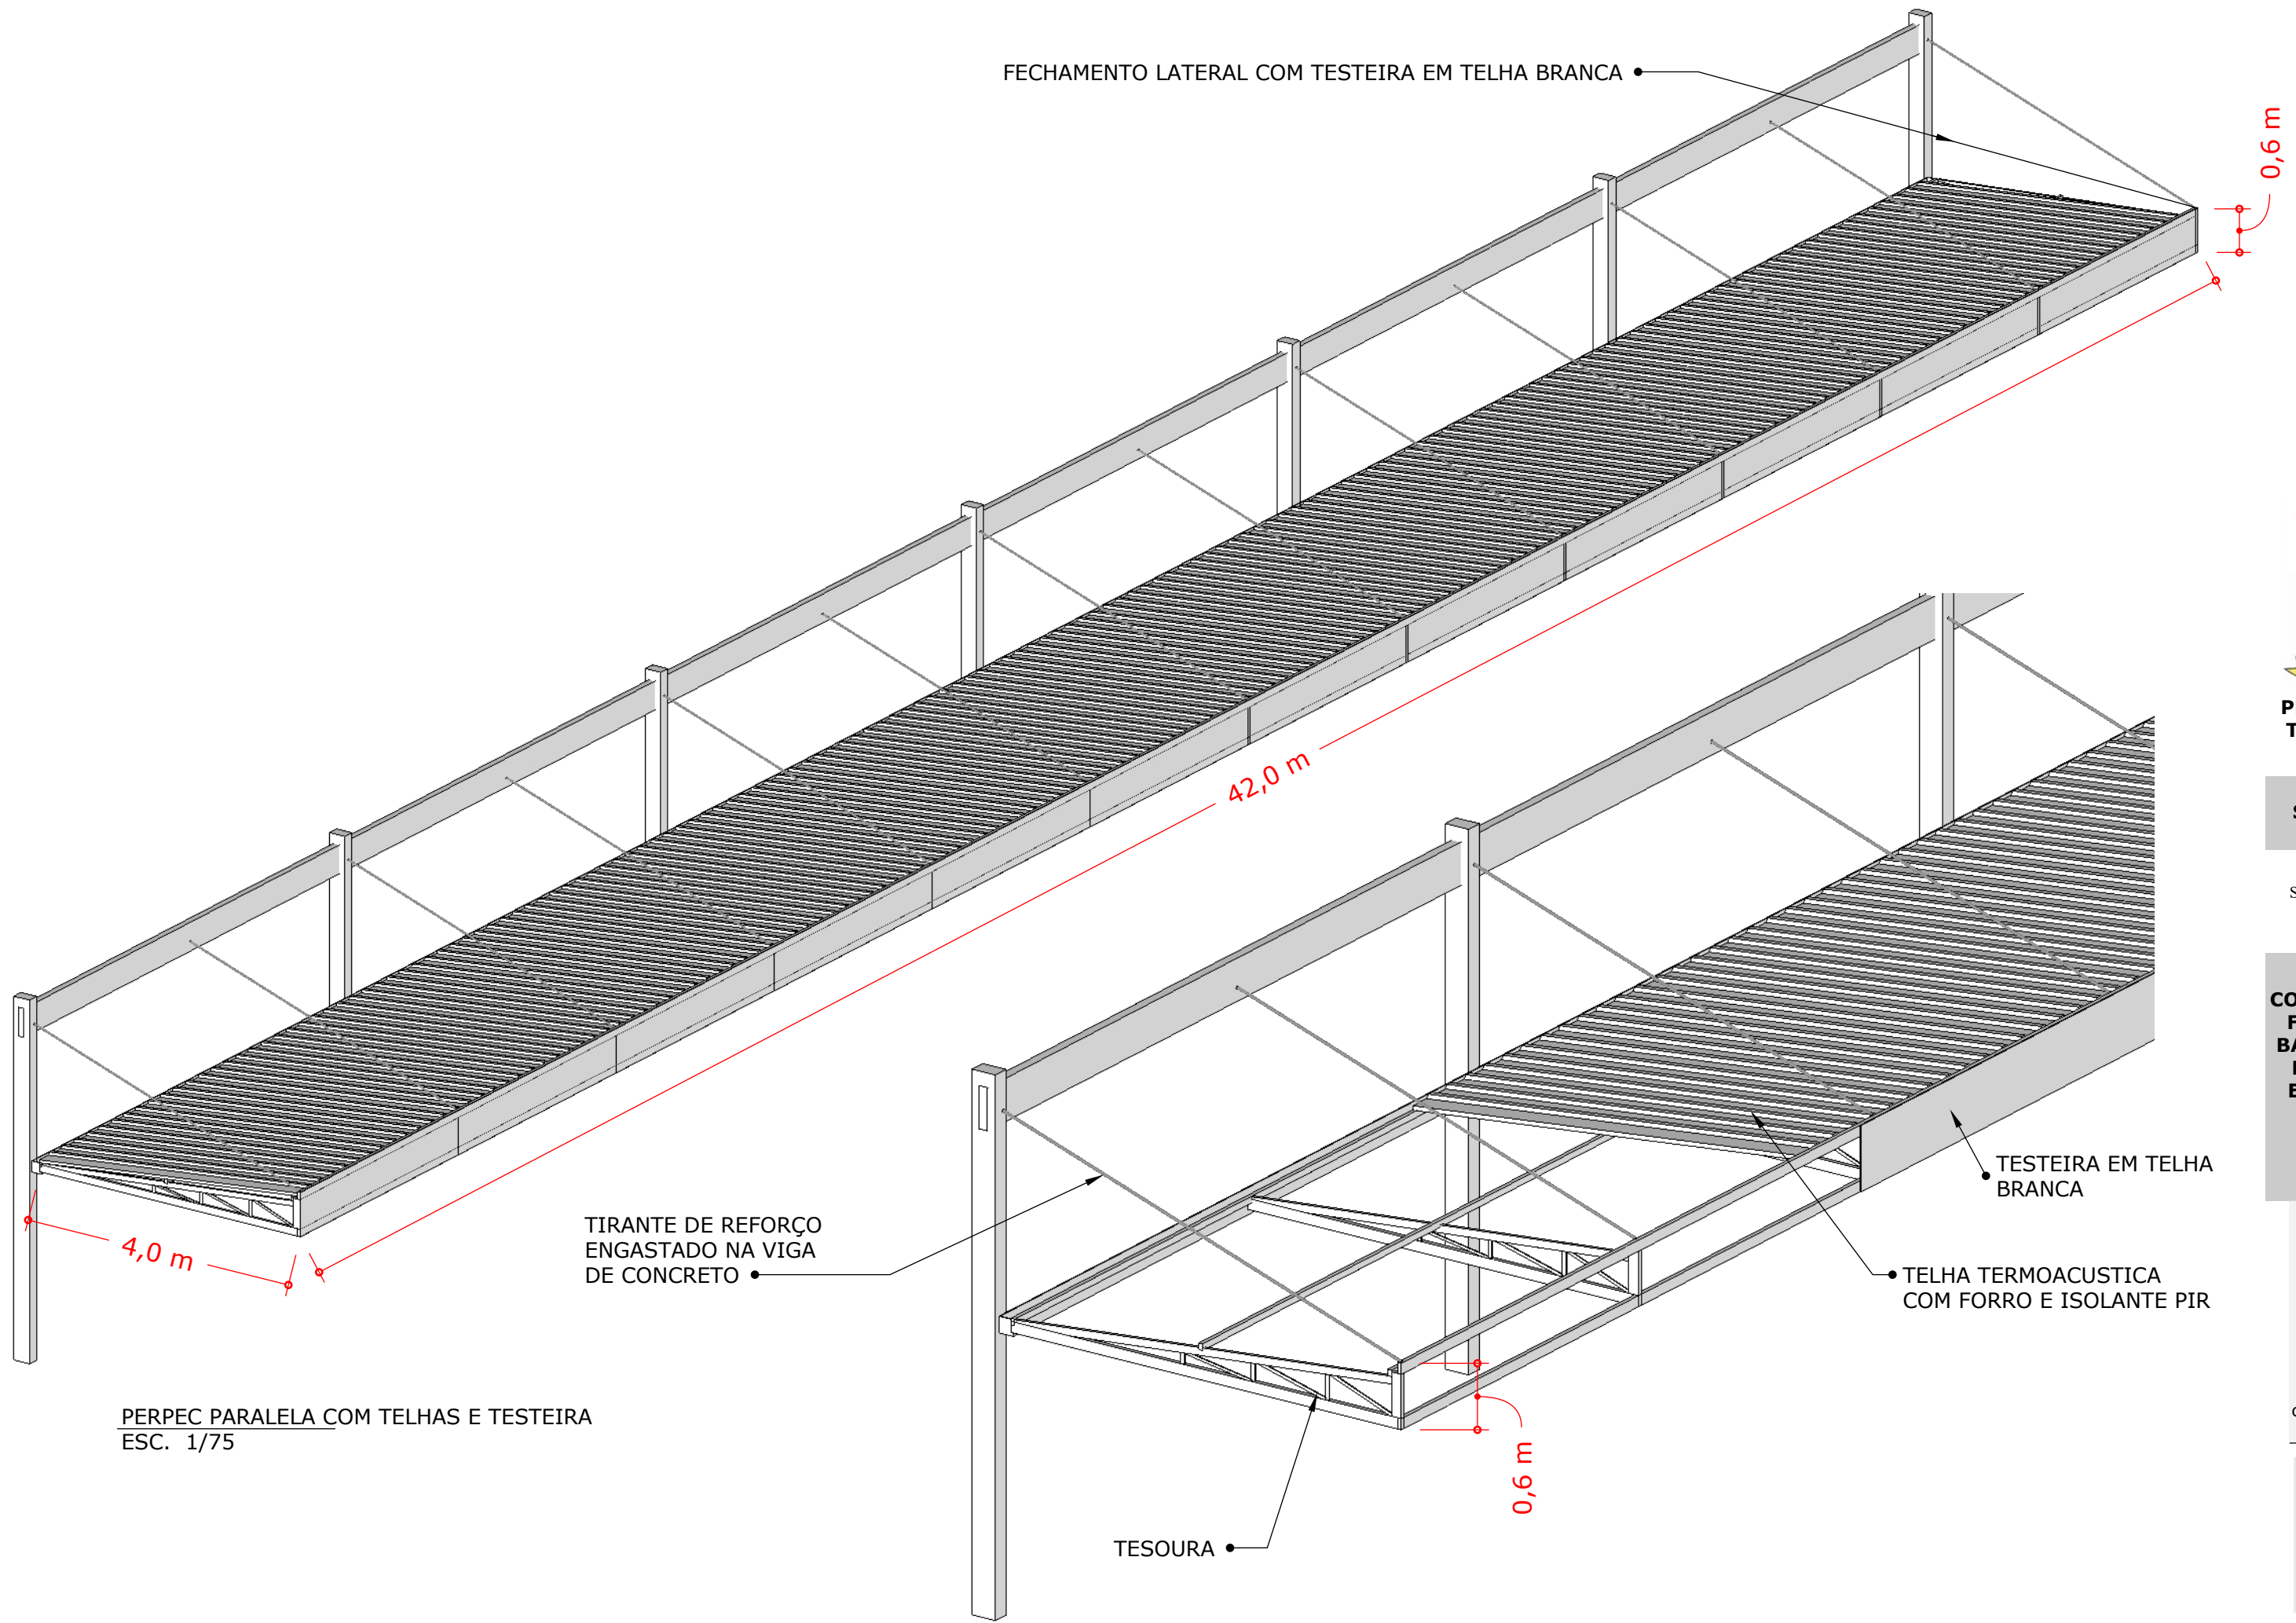 FECHAMENTO LATERAL COM TESTEIRA EM TELHA BRANCA
0,6 m
42,0 m
4,0 m
TIRANTE DE REFORÇO
ENGASTADO NA VIGA
DE CONCRETO
TESTEIRA EM TELHA
BRANCA
TELHA TERMOACUSTICA
COM FORRO E ISOLANTE PIR
0,6 m
TESOURA
PERPEC PARALELA COM TELHAS E TESTEIRA
ESC. 1/75